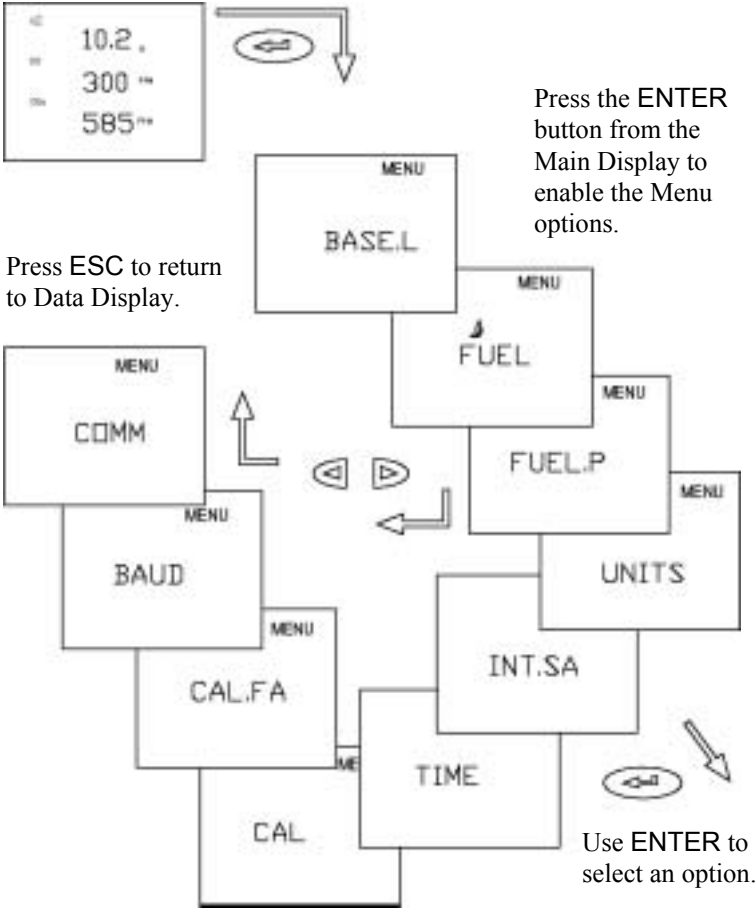 10.2
300
585
Press the ENTER
button from the
Main Display to
enable the Menu
options.
MENU
BASE.L
Press ESC to return
to Data Display.
MENU
FUEL
MENU
FUEL.P
MENU
UNITS
INT.SA
TIME
ME
CAL
MENU
CAL.FA
MENU
BAUD
MENU
COMM
Use ENTER to
select an option.